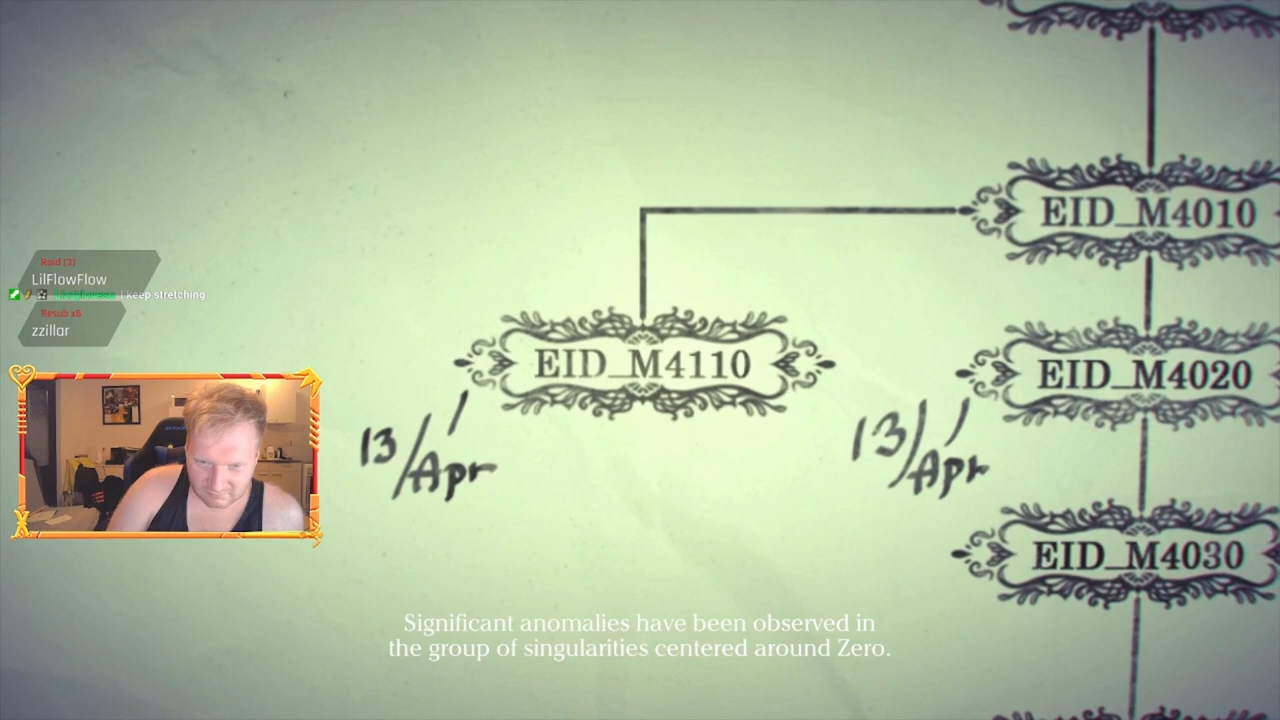 EID_M4010
Raid (3)
LilFlowFlow
I keep stretching
Resub x6
zzillar
EID_M4110
EID_M4020
13/Apr
13/Apr
EID_M4030
Significant anomalies have been observed in
the group of singularities centered around Zero.